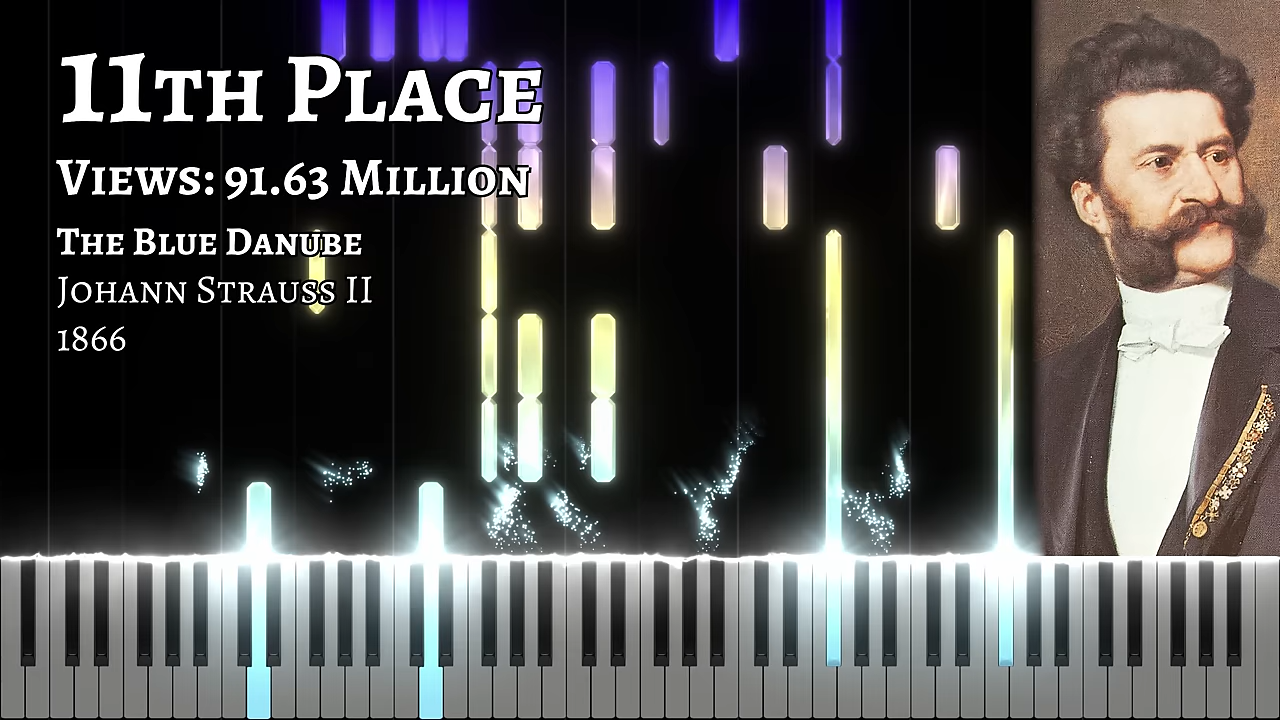 11th Place
Views: 91.63 Million
The Blue Danube
Johann Strauss II
1866